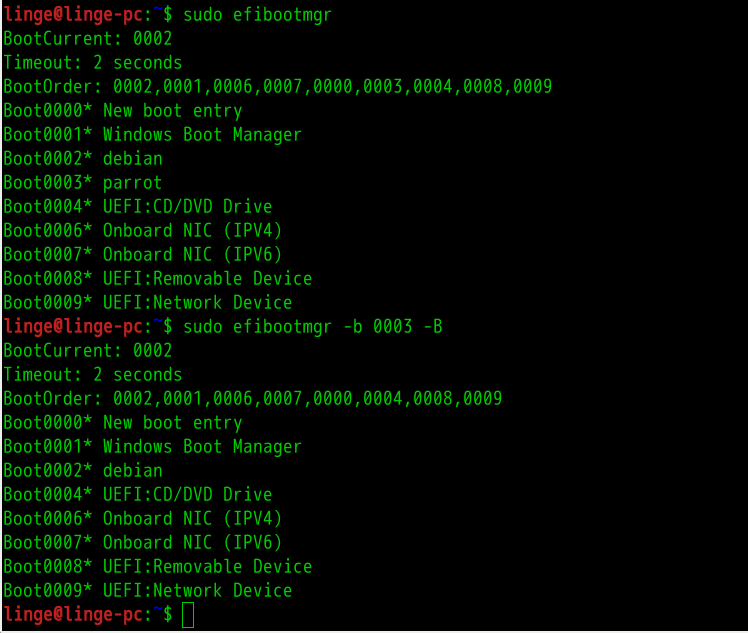 linge@linge-pc:~$ sudo efibootmgr
BootCurrent: 0002
Timeout: 2 seconds
BootOrder: 0002,0001,0006,0007,0000,0003,0004,0008,0009
Boot0000* New boot entry
Boot0001* Windows Boot Manager
Boot0002* debian
Boot0003* parrot
Boot0004* UEFI:CD/DVD Drive
Boot0006* Onboard NIC (IPV4)
Boot0007* Onboard NIC (IPV6)
Boot0008* UEFI:Removable Device
Boot0009* UEFI:Network Device
linge@linge-pc:~$ sudo efibootmgr -b 0003 -B
BootCurrent: 0002
Timeout: 2 seconds
BootOrder: 0002,0001,0006,0007,0000,0004,0008,0009
Boot0000* New boot entry
Boot0001* Windows Boot Manager
Boot0002* debian
Boot0004* UEFI:CD/DVD Drive
Boot0006* Onboard NIC (IPV4)
Boot0007* Onboard NIC (IPV6)
Boot0008* UEFI:Removable Device
Boot0009* UEFI:Network Device
linge@linge-pc:~$